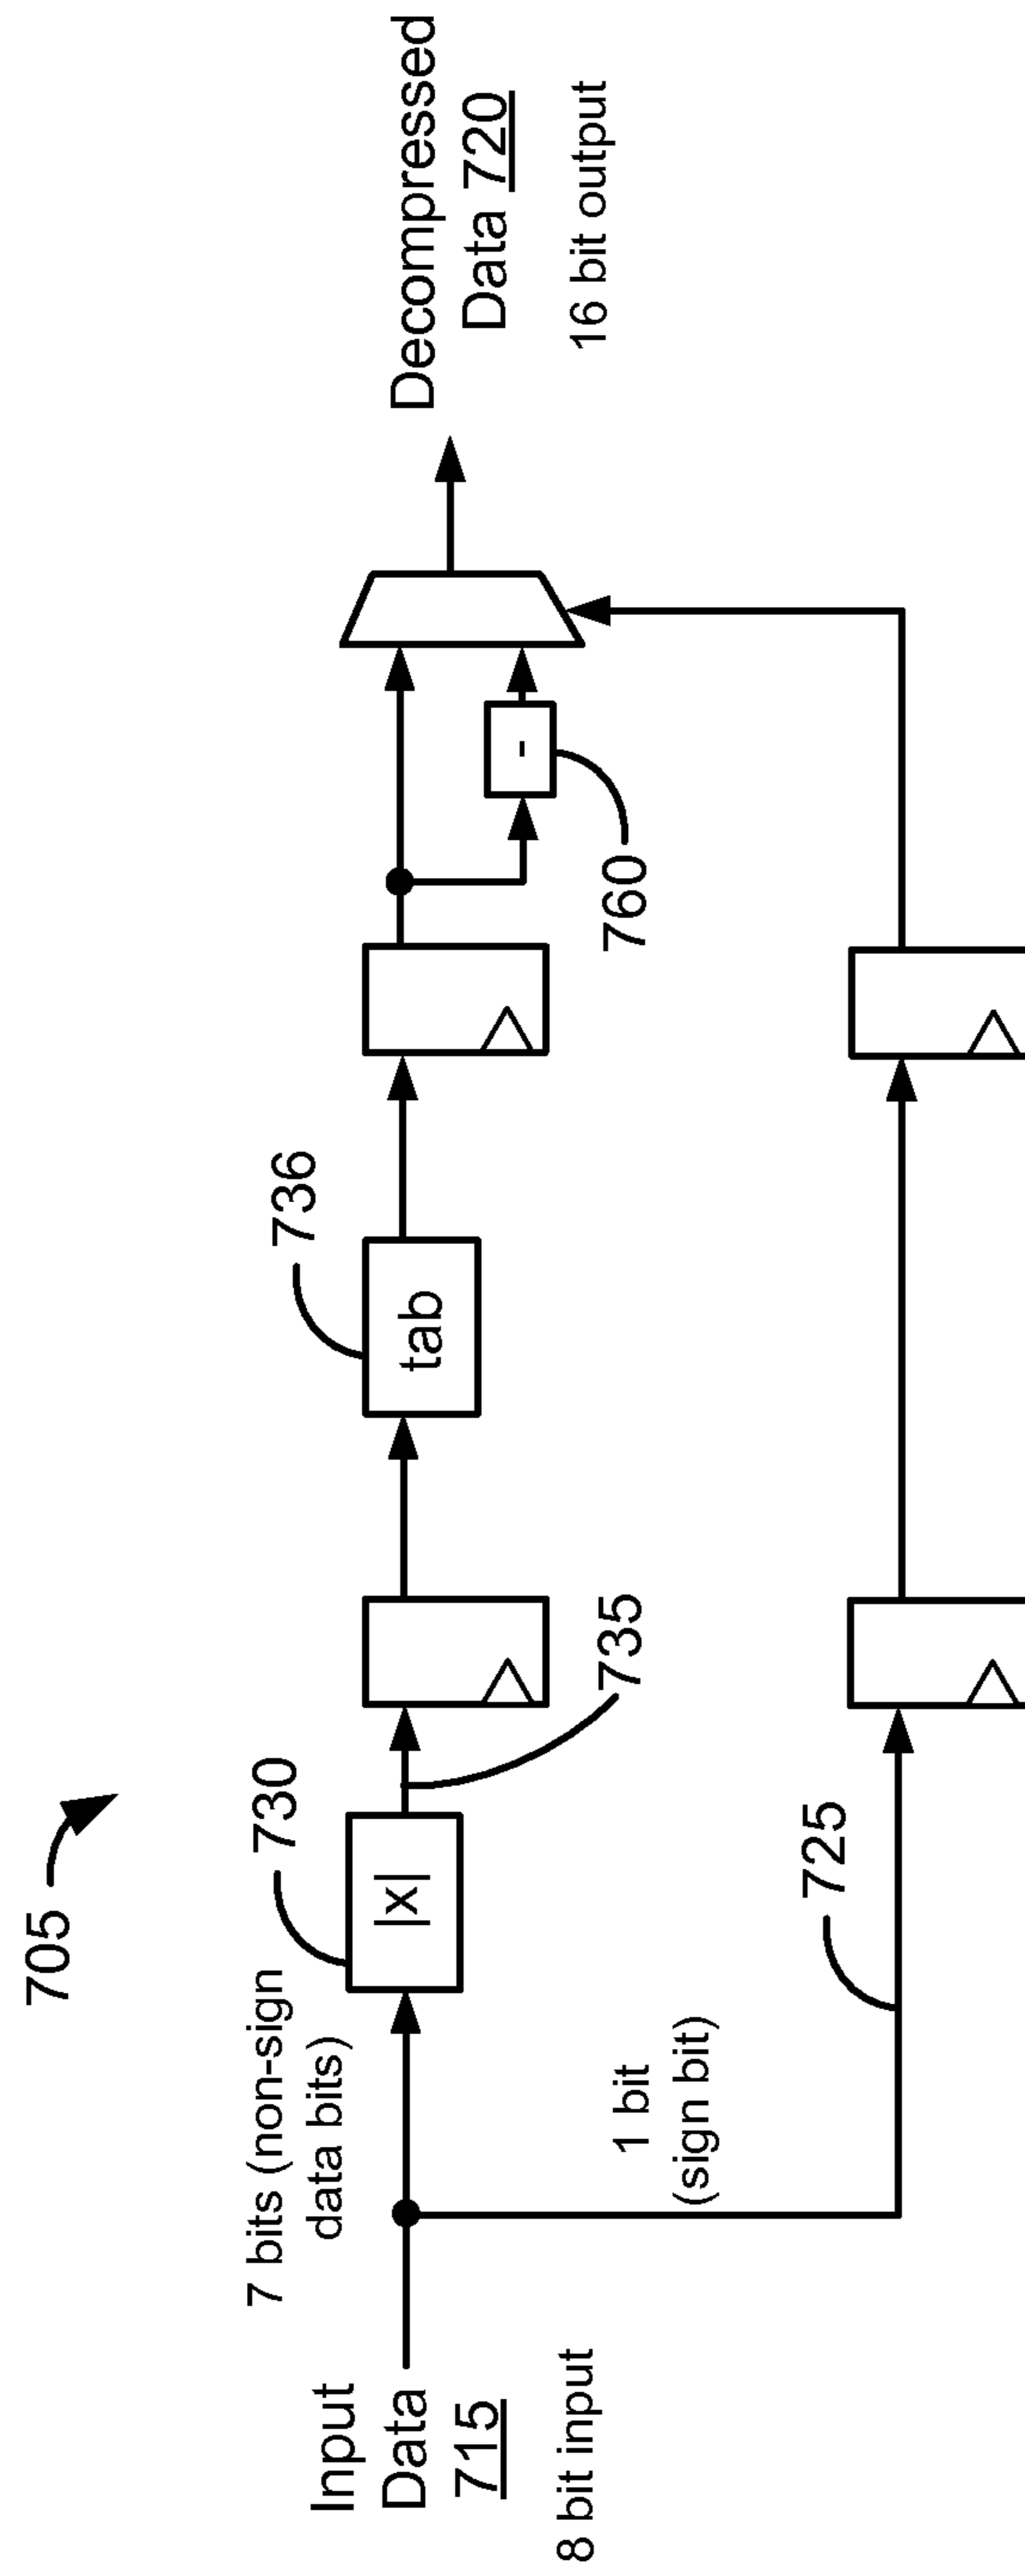 705
Input
Data
715
8 bit input
7 bits (non-sign
data bits)
1 bit
(sign bit)
730
|x|
735
725
736
tab
760
-
Decompressed
Data 720
16 bit output